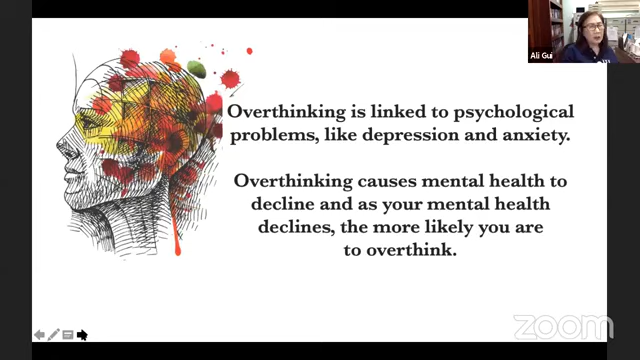 Ali Gui
Overthinking is linked to psychological
problems, like depression and anxiety.
Overthinking causes mental health to
decline and as your mental health
declines, the more likely you are
to overthink.
zoom